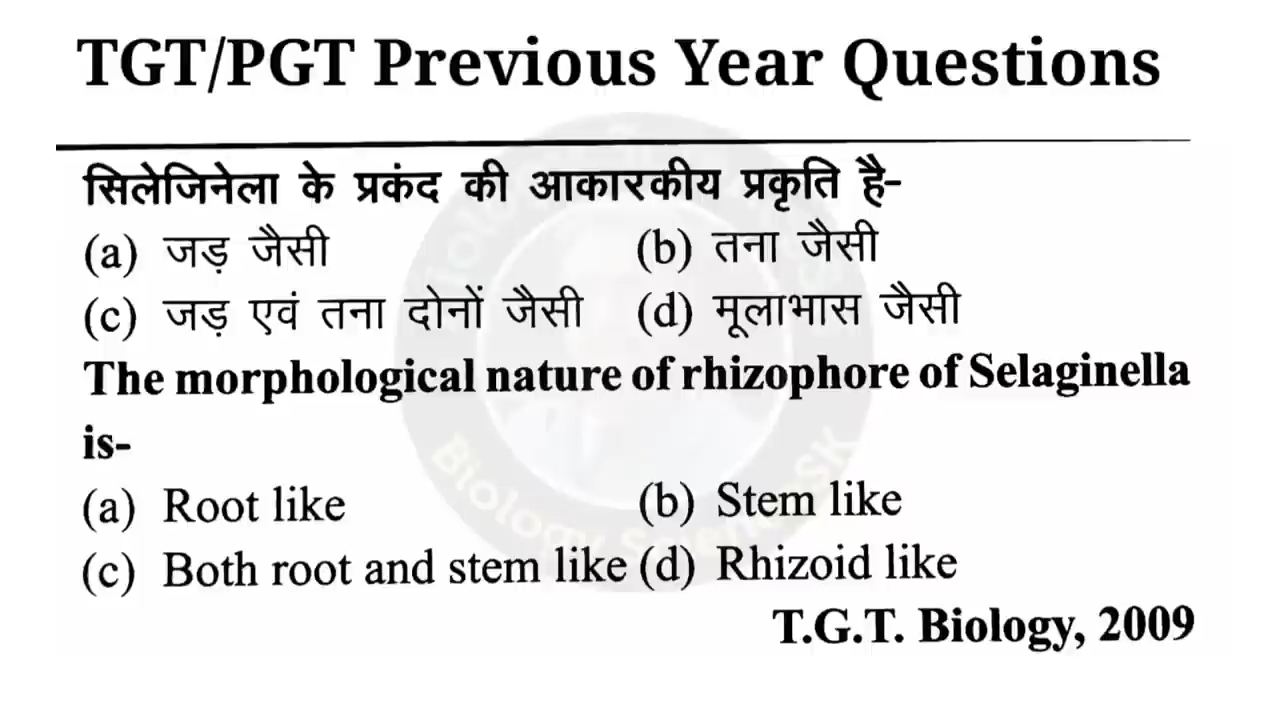 TGT/PGT Previous Year Questions
सिलेजिनेला के प्रकंद की आकारकीय प्रकृति है-
(a) जड़ जैसी (b) तना जैसी
(c) जड़ एवं तना दोनों जैसी (d) मूलाभास जैसी
The morphological nature of rhizophore of Selaginella
is-
(a) Root like (b) Stem like
(c) Both root and stem like (d) Rhizoid like
T.G.T. Biology, 2009